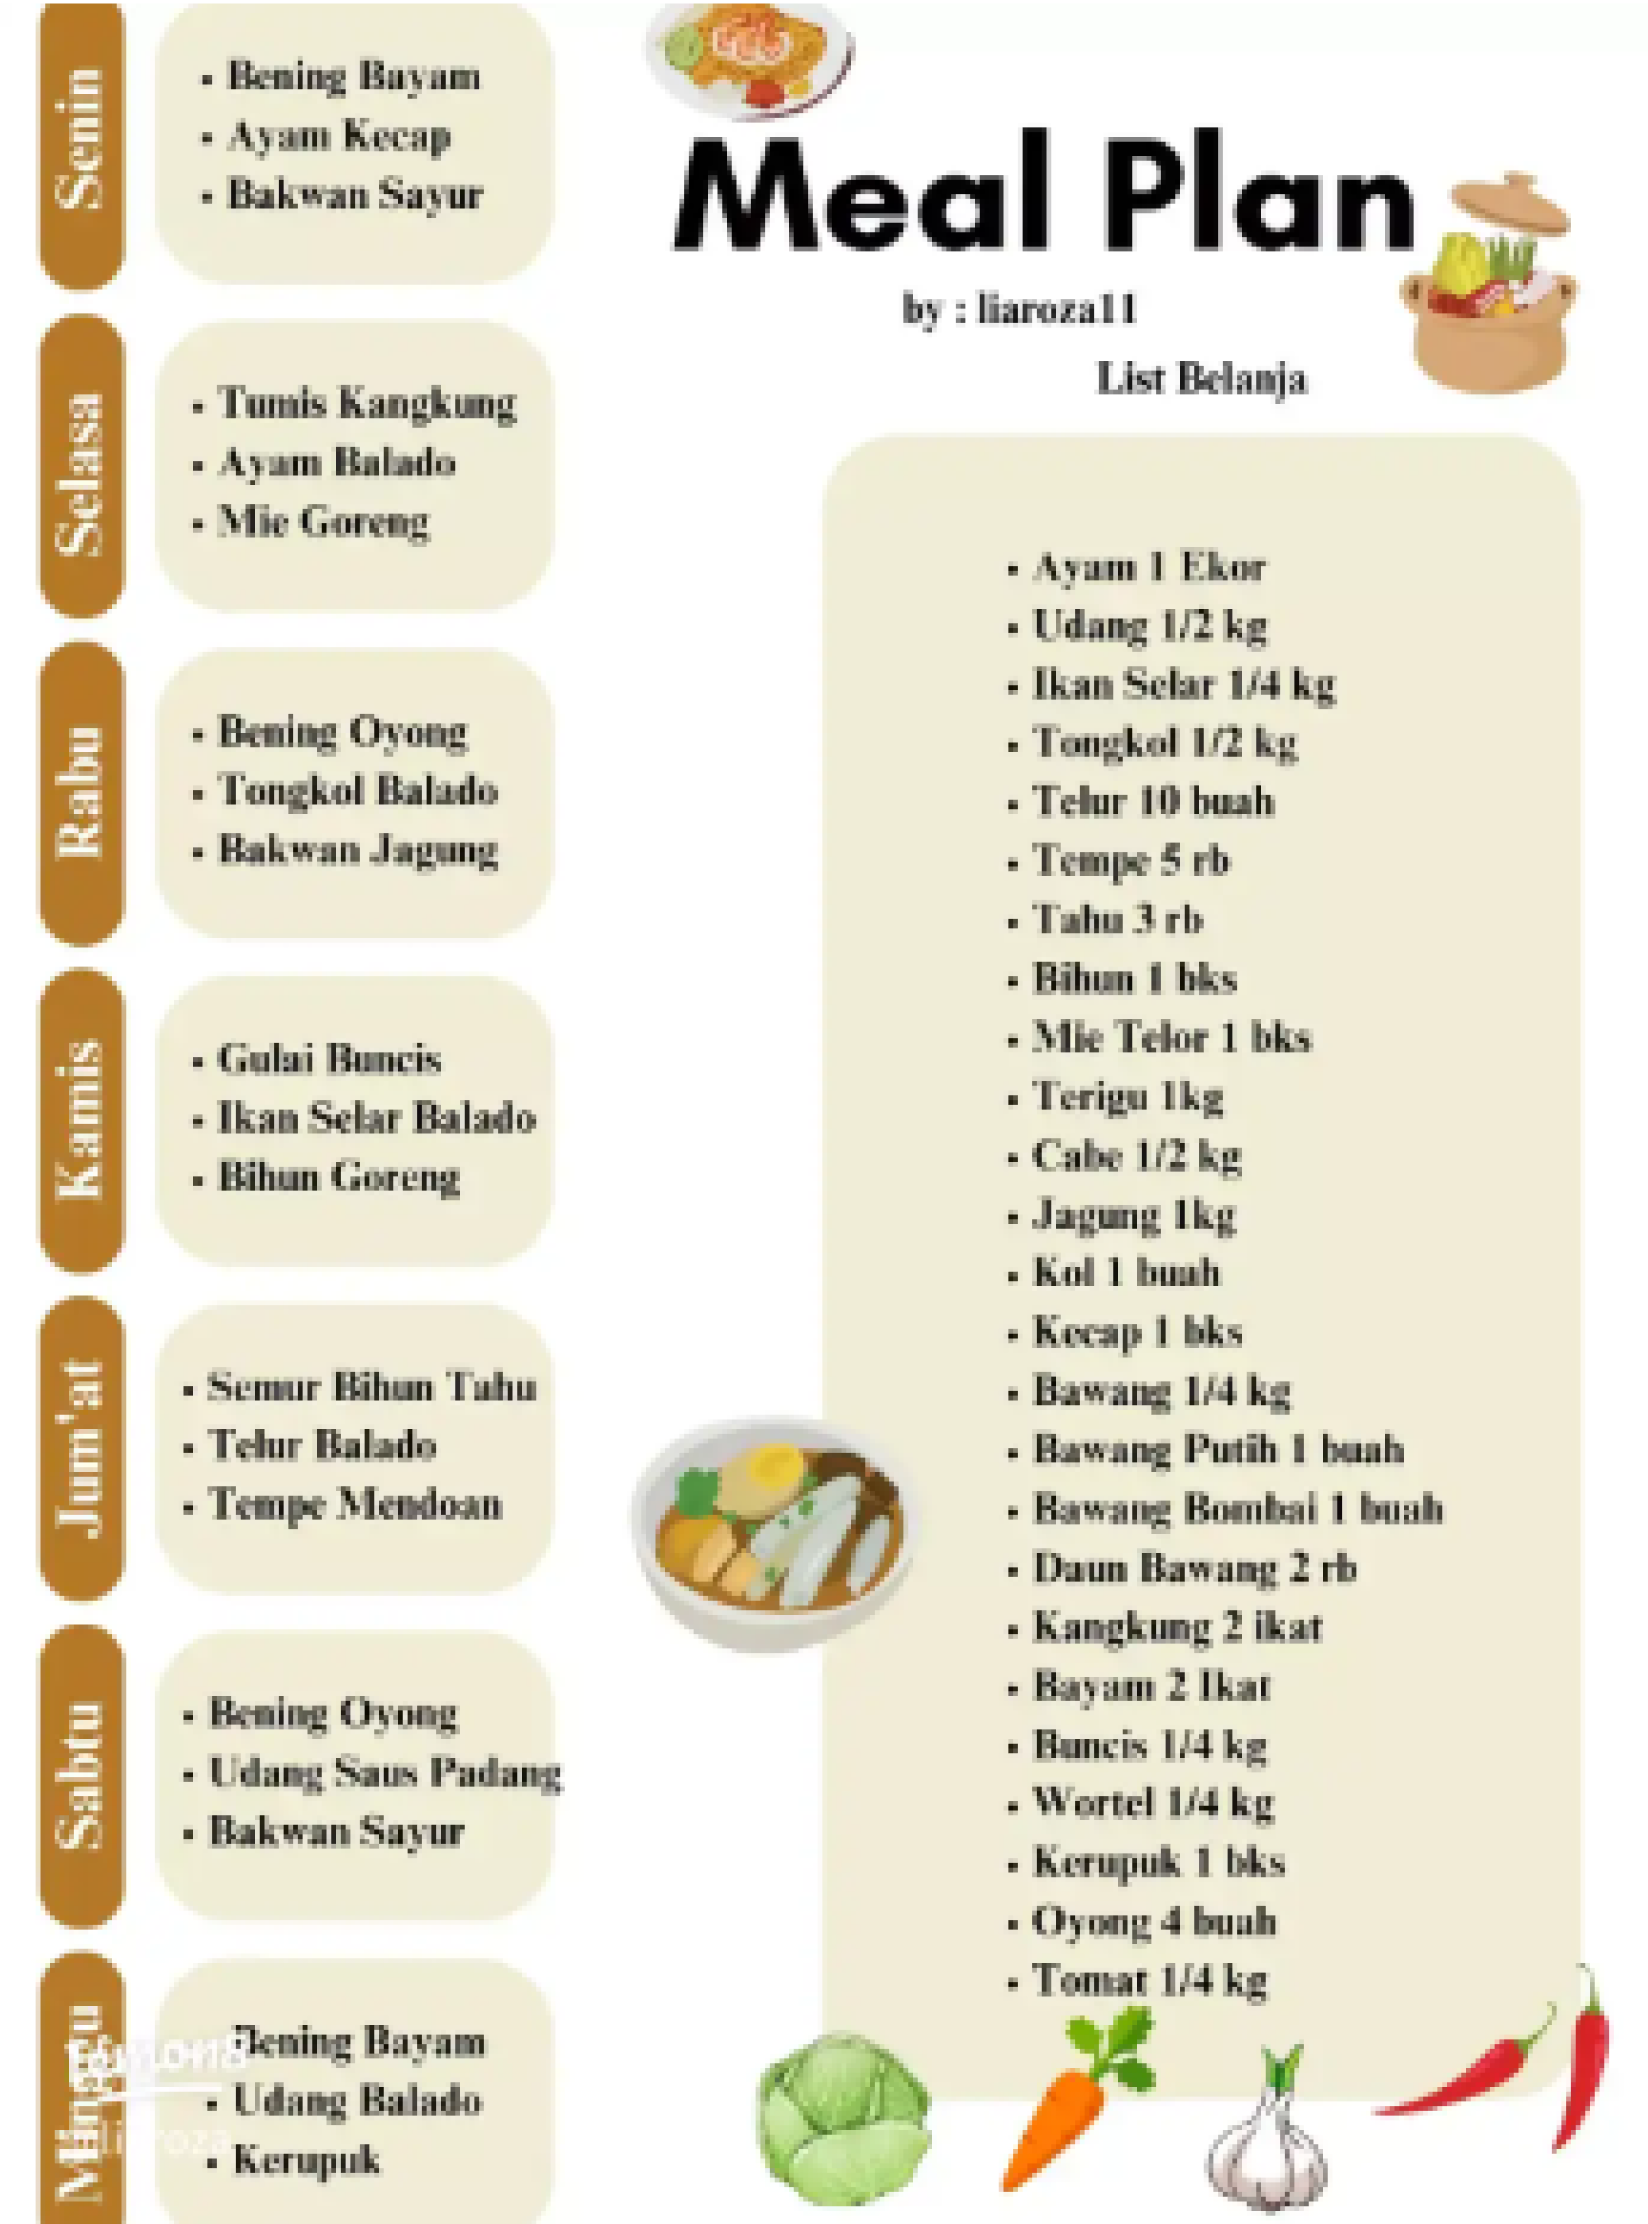 Senin
Bening Bayam
Ayam Kecap
Bakwan Sayur
Selasa
Tumis Kangkung
Ayam Balado
Mie Goreng
Rabu
Bening Oyong
Tongkol Balado
Bakwan Jagung
Kamis
Gulai Buncis
Ikan Selar Balado
Bihun Goreng
Jum'at
Semur Bihun Tahu
Telur Balado
Tempe Mendoan
Sabtu
Bening Oyong
Udang Saus Padang
Bakwan Sayur
Minggu
Bening Bayam
Udang Balado
Kerupuk
Meal Plan
by : liaroza11
List Belanja
Ayam 1 Ekor
Udang 1/2 kg
Ikan Selar 1/4 kg
Tongkol 1/2 kg
Telur 10 buah
Tempe 5 rb
Tahu 3 rb
Bihun 1 bks
Mie Telor 1 bks
Terigu 1kg
Cabe 1/2 kg
Jagung 1kg
Kol 1 buah
Kecap 1 bks
Bawang 1/4 kg
Bawang Putih 1 buah
Bawang Bombai 1 buah
Daun Bawang 2 rb
Kangkung 2 ikat
Bayam 2 Ikat
Buncis 1/4 kg
Wortel 1/4 kg
Kerupuk 1 bks
Oyong 4 buah
Tomat 1/4 kg